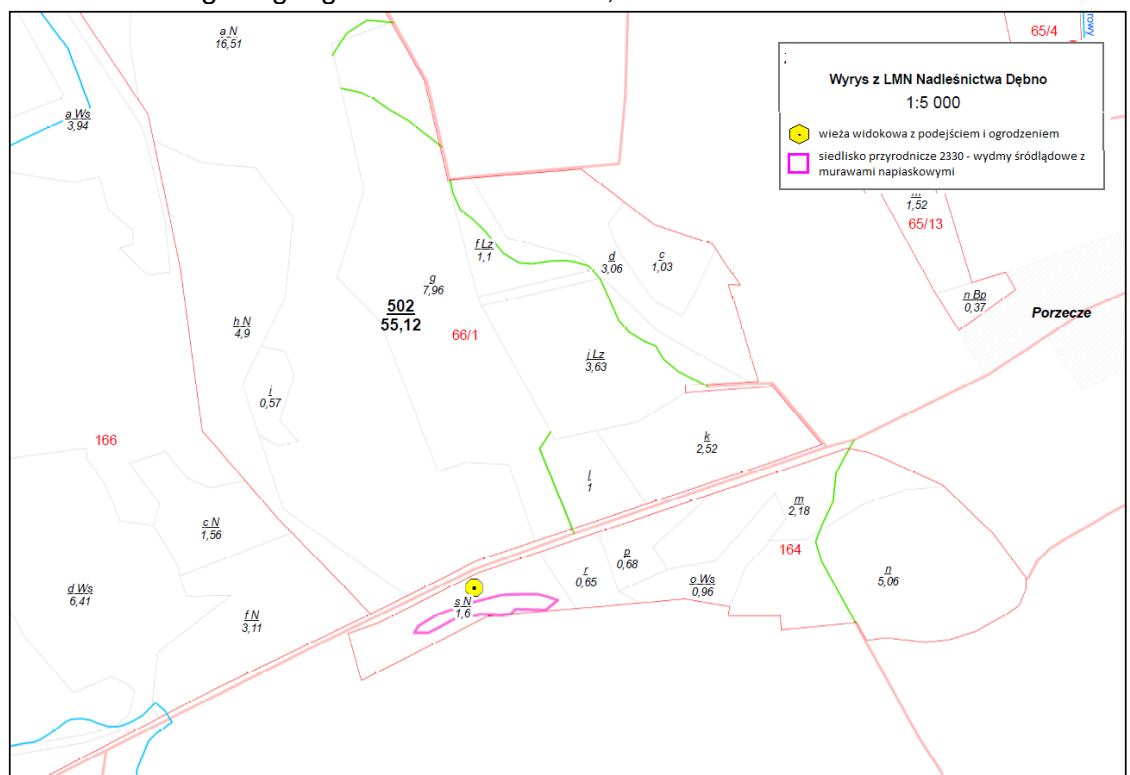 a N
16,51
65/4
rowy,
Wyrys z LMN Nadleśnictwa Dębno
1:5 000
wieża widokowa z podejściem i ogrodzeniem
siedlisko przyrodnicze 2330 - wydmy śródlądowe z
murawami napiaskowymi
a Ws
3,94
1,52
65/13
f Lz
1,1
d
3,06
c
1,03
g
7,96
n Bp
0,37
Porzecze
502
55,12
66/1
h N
4,9
j Lz
3,63
i
0,57
166
k
2,52
l
1
m
2,18
c N
1,56
164
p
0,68
r
0,65
o Ws
0,96
n
5,06
d Ws
6,41
s N
1,6
f N
3,11